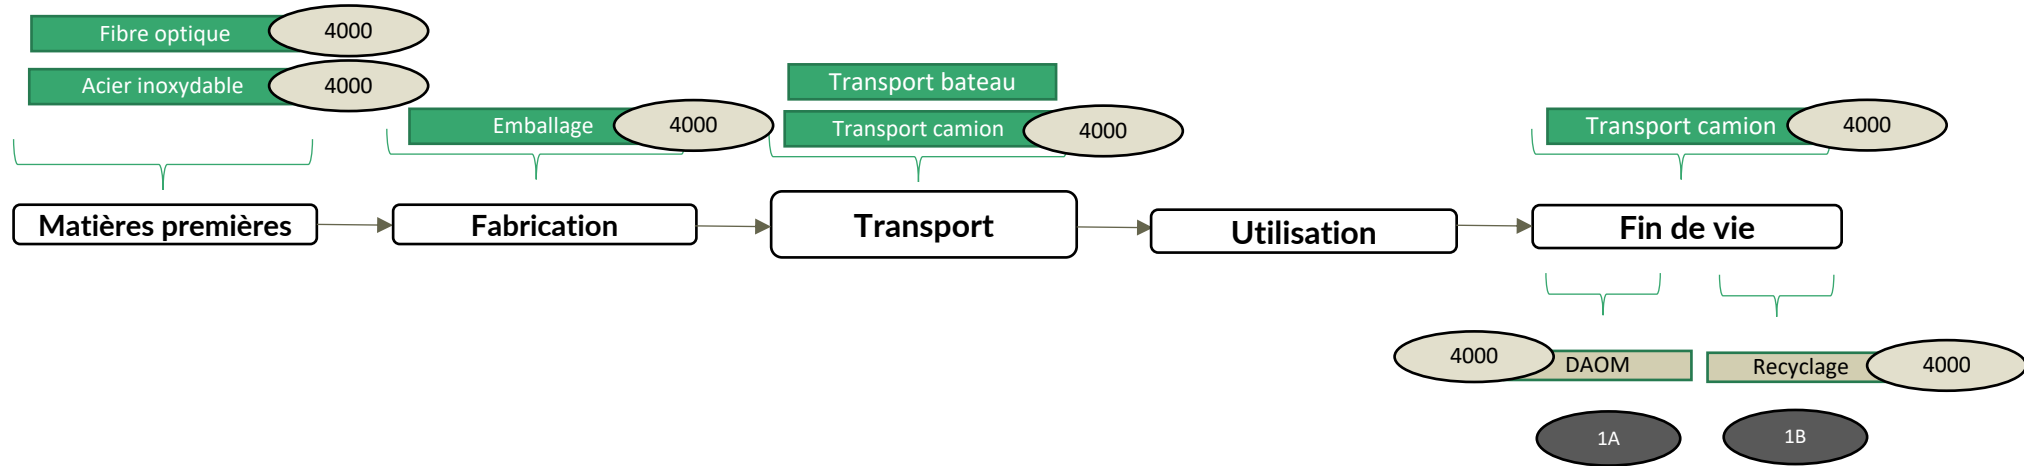 Fibre optique 4000
Acier inoxydable 4000
Emballage 4000
Transport bateau
Transport camion 4000
Transport camion 4000
Matières premières
Fabrication
Transport
Utilisation
Fin de vie
4000 DAOM
Recyclage 4000
1A
1B